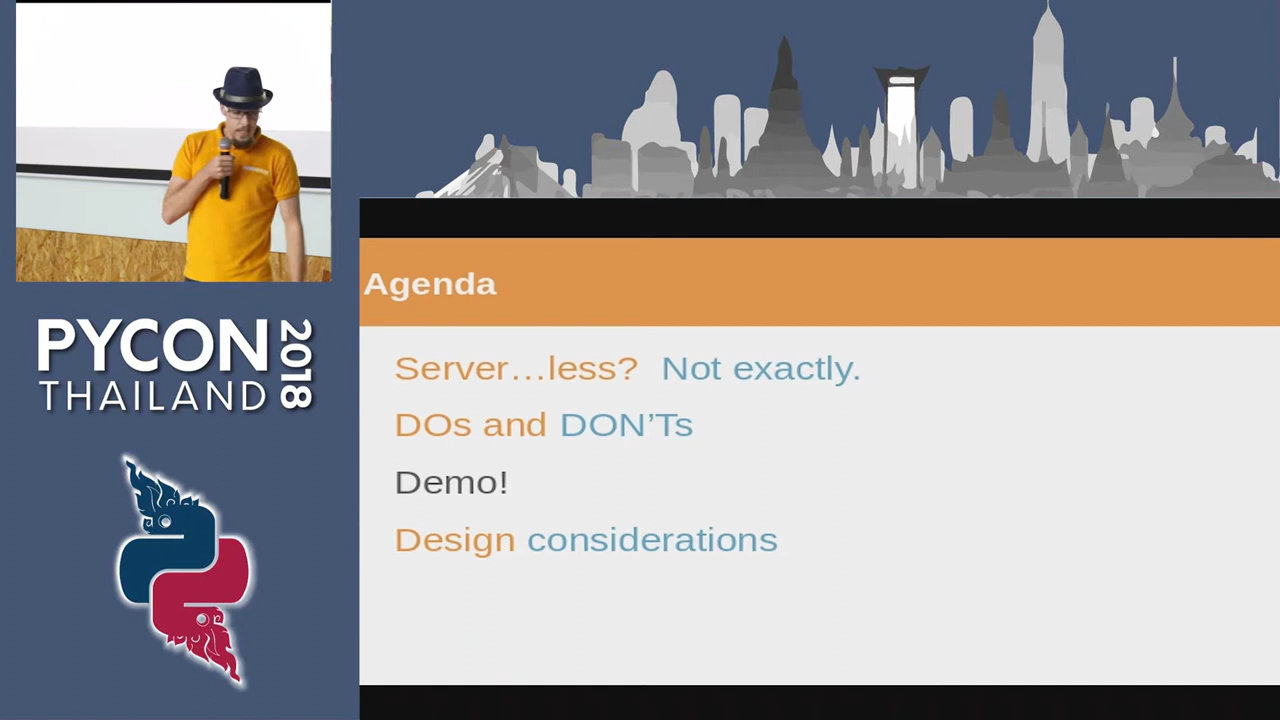 PYCON
THAILAND
2018
Agenda
Server...less? Not exactly.
DOs and DON’Ts
Demo!
Design considerations